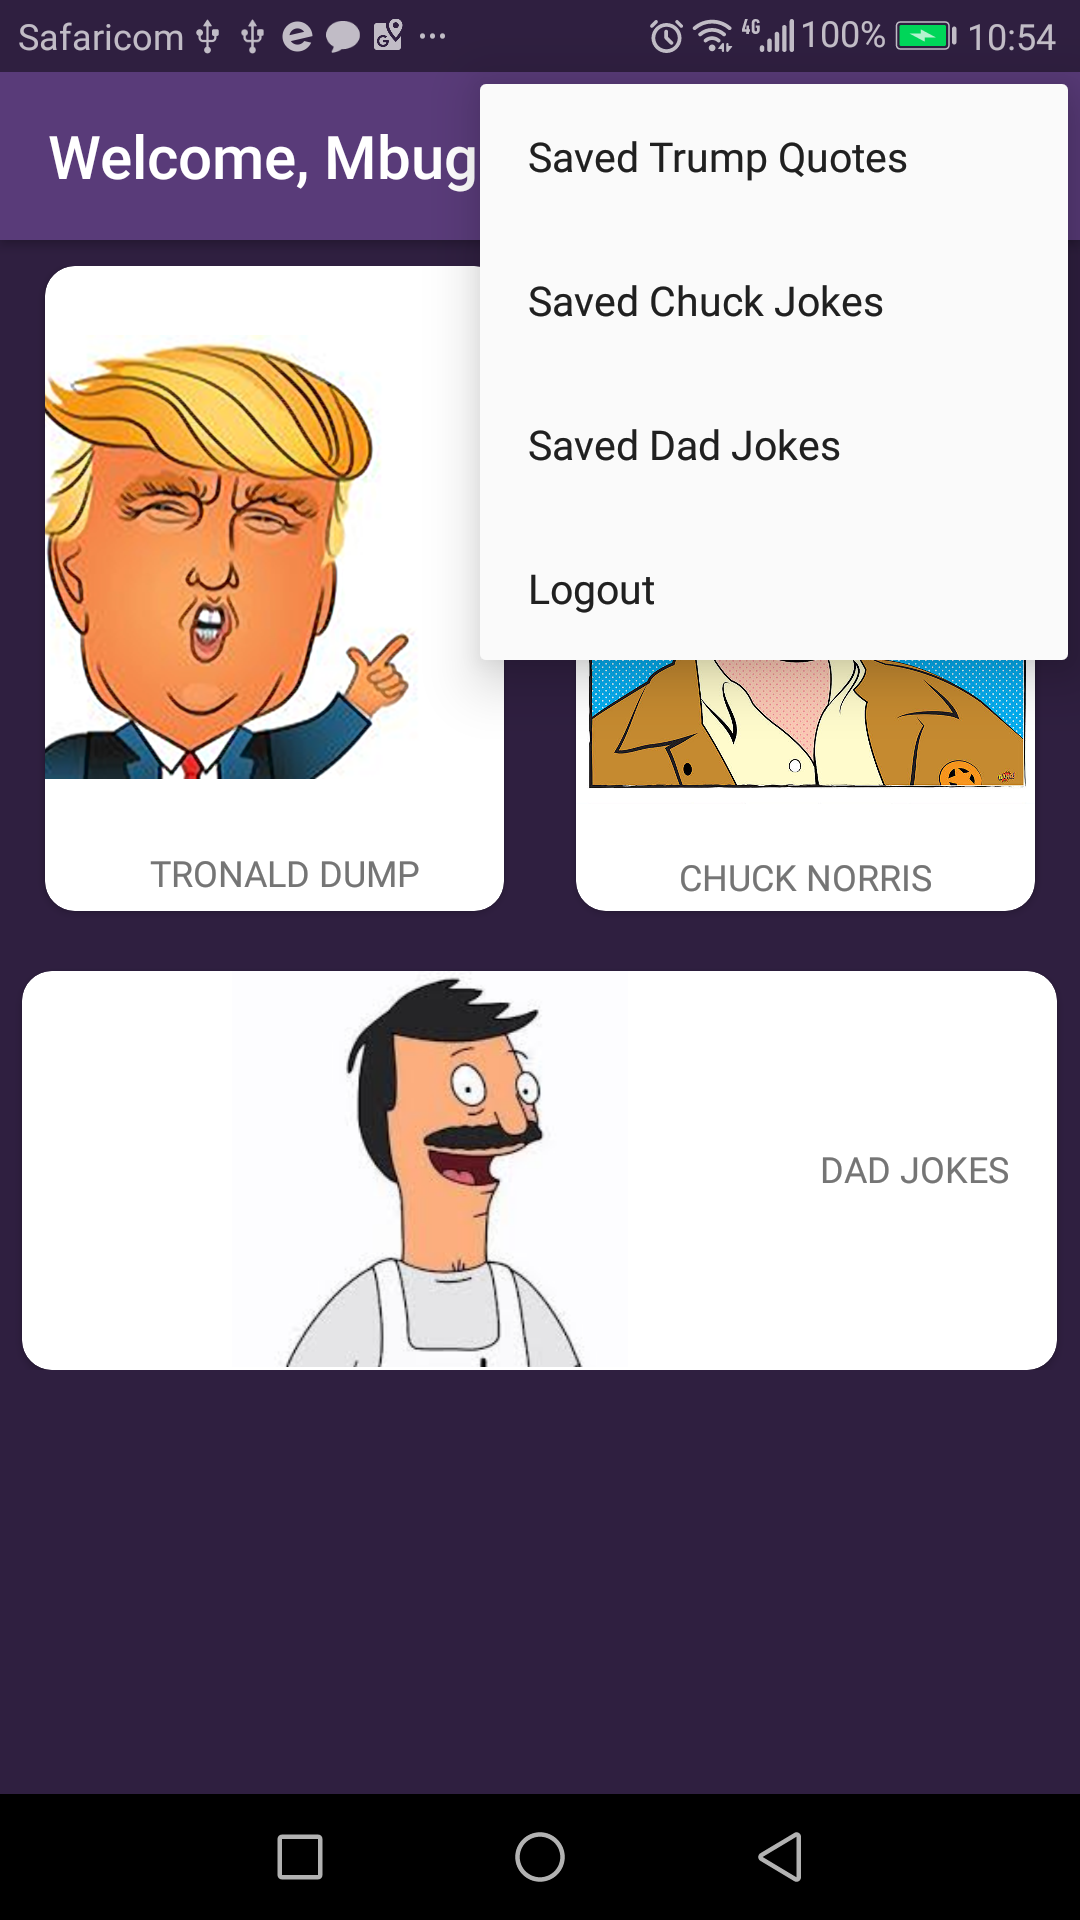 Safaricom 4G 100% 10:54
Welcome, Mbug
Saved Trump Quotes
Saved Chuck Jokes
Saved Dad Jokes
Logout
TRONALD DUMP
CHUCK NORRIS
DAD JOKES